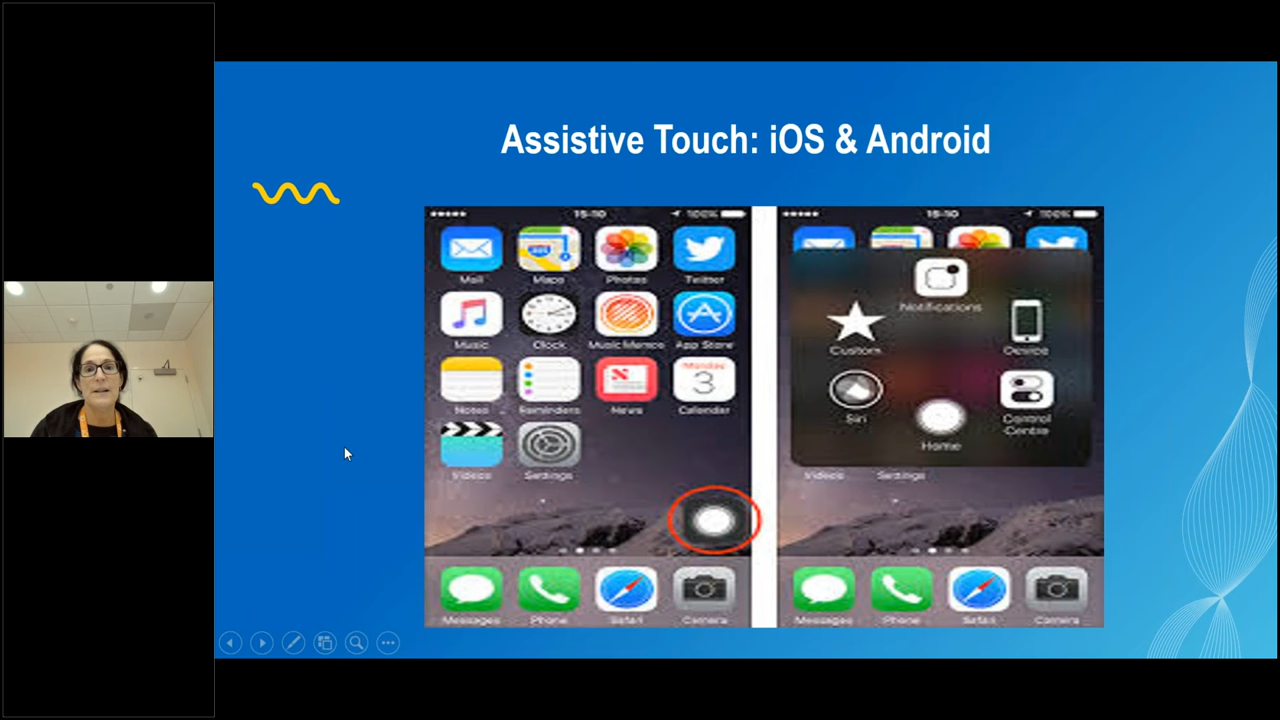 Assistive Touch: iOS & Android
15:10 100%
Mail Maps Photos Twitter
Music Clock Music Memos App Store
Monday
3
Notes Reminders News Calendar
Videos Settings
Messages Phone Safari Camera
15:10 100%
Notifications
Custom Device
Siri Control
Centre
Home
Videos Settings
Messages Phone Safari Camera